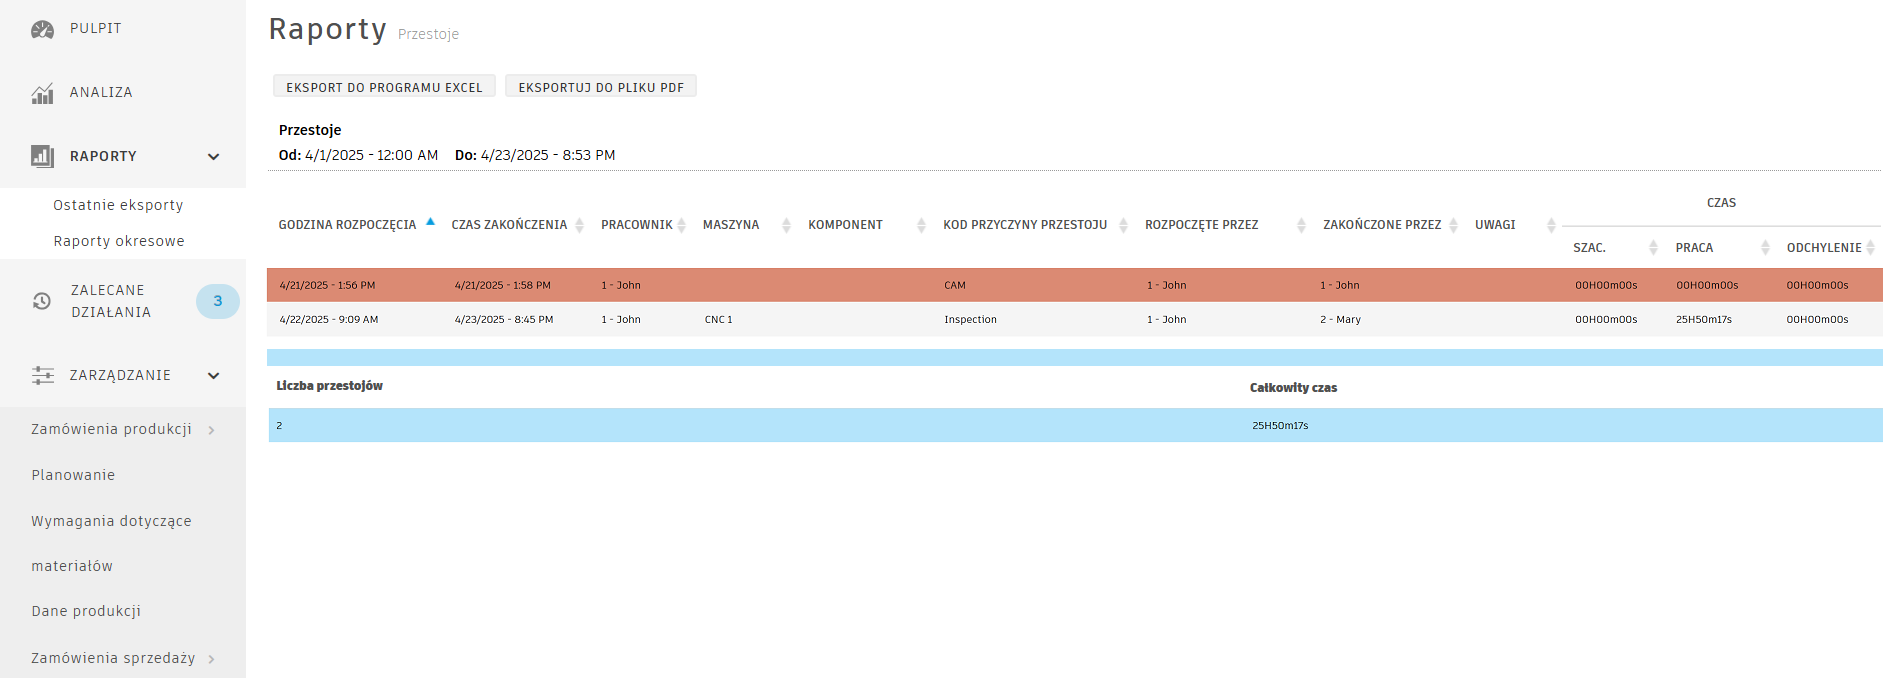 PULPIT
ANALIZA
RAPORTY
Ostatnie eksporty
Raporty okresowe
ZALECANE
DZIAŁANIA
3
ZARZĄDZANIE
Zamówienia produkcji
Planowanie
Wymagania dotyczące
materiałów
Dane produkcji
Zamówienia sprzedaży
Raporty Przestoje
EKSPORT DO PROGRAMU EXCEL EKSPORTUJ DO PLIKU PDF
Przestoje
Od: 4/1/2025 - 12:00 AM Do: 4/23/2025 - 8:53 PM
CZAS
GODZINA ROZPOCZĘCIA CZAS ZAKOŃCZENIA PRACOWNIK MASZYNA KOMPONENT KOD PRZYCZYNY PRZESTOJU ROZPOCZĘTE PRZEZ ZAKOŃCZONE PRZEZ UWAGI
SZAC. PRACA ODCHYLENIE
4/21/2025 - 1:56 PM 4/21/2025 - 1:58 PM 1 - John CAM 1 - John 1 - John 00H00m00s 00H00m00s 00H00m00s
4/22/2025 - 9:09 AM 4/23/2025 - 8:45 PM 1 - John CNC 1 Inspection 1 - John 2 - Mary 00H00m00s 25H50m17s 00H00m00s
Liczba przestojów Całkowity czas
2 25H50m17s